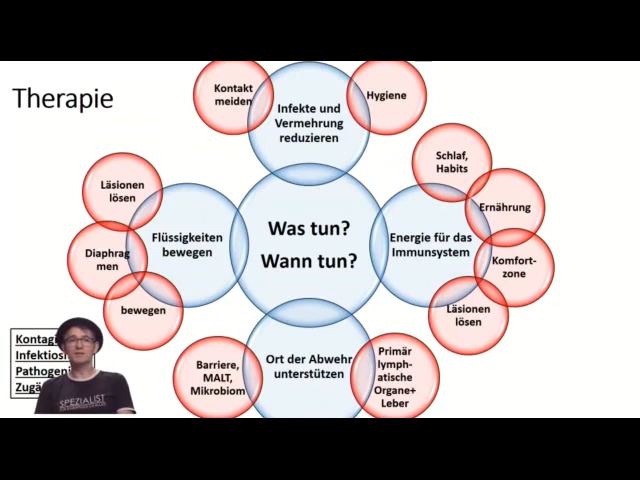 Therapie
Kontakt
meiden
Infekte und
Vermehrung
reduzieren
Hygiene
Schlaf,
Habits
Ernährung
Komfort-
zone
Läsionen
lösen
Energie für das
Immunsystem
Was tun?
Wann tun?
Flüssigkeiten
bewegen
Läsionen
lösen
Diaphrag
men
bewegen
Ort der Abwehr
unterstützen
Barriere,
MALT,
Mikrobiom
Primär
lymph-
atische
Organe+
Leber
SPEZIALIST